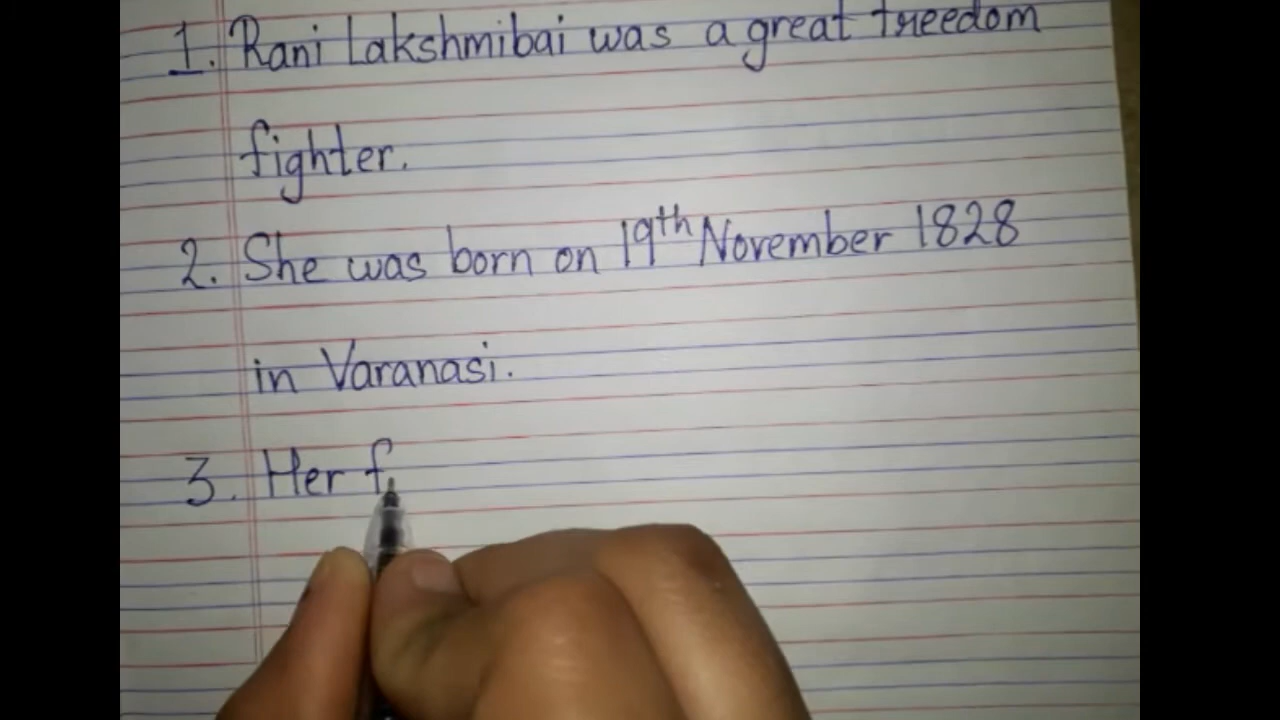 1. Rani Lakshmibai was a great freedom
fighter.
2. She was born on 19th November 1828
in Varanasi.
3. Her f